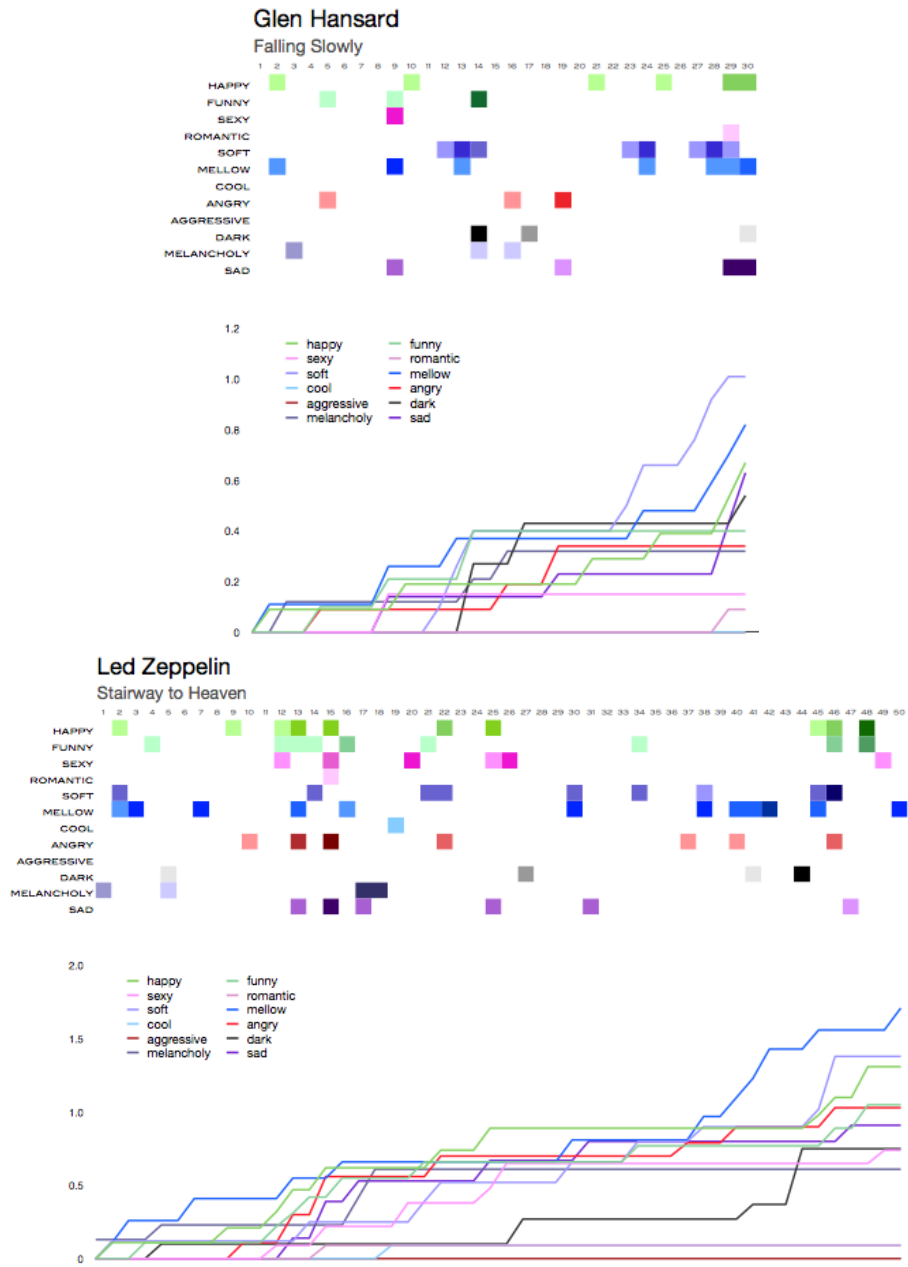 Glen Hansard
Falling Slowly
1 2 3 4 5 6 7 8 9 10 11 12 13 14 15 16 17 18 19 20 21 22 23 24 25 26 27 28 29 30
HAPPY
FUNNY
SEXY
ROMANTIC
SOFT
MELLOW
COOL
ANGRY
AGGRESSIVE
DARK
MELANCHOLY
SAD
1.2
happy funny
sexy romantic
1.0
soft mellow
cool angry
0.8
aggressive dark
melancholy sad
0.6
0.4
0.2
0
Led Zeppelin
Stairway to Heaven
1 2 3 4 5 6 7 8 9 10 11 12 13 14 15 16 17 18 19 20 21 22 23 24 25 26 27 28 29 30 31 32 33 34 35 36 37 38 39 40 41 42 43 44 45 46 47 48 49 50
HAPPY
FUNNY
SEXY
ROMANTIC
SOFT
MELLOW
COOL
ANGRY
AGGRESSIVE
DARK
MELANCHOLY
SAD
2.0
happy funny
sexy romantic
soft mellow
cool angry
1.5
aggressive dark
melancholy sad
1.0
0.5
0